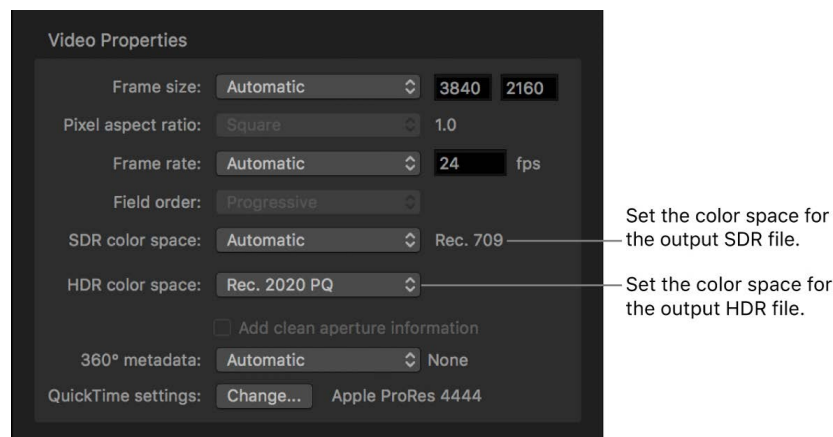 Video Properties
Frame size: Automatic 3840 2160
Pixel aspect ratio: Square 1.0
Frame rate: Automatic 24 fps
Field order: Progressive
SDR color space: Automatic Rec. 709
Set the color space for
the output SDR file.
HDR color space: Rec. 2020 PQ
Set the color space for
the output HDR file.
Add clean aperture information
360° metadata: Automatic None
QuickTime settings: Change... Apple ProRes 4444